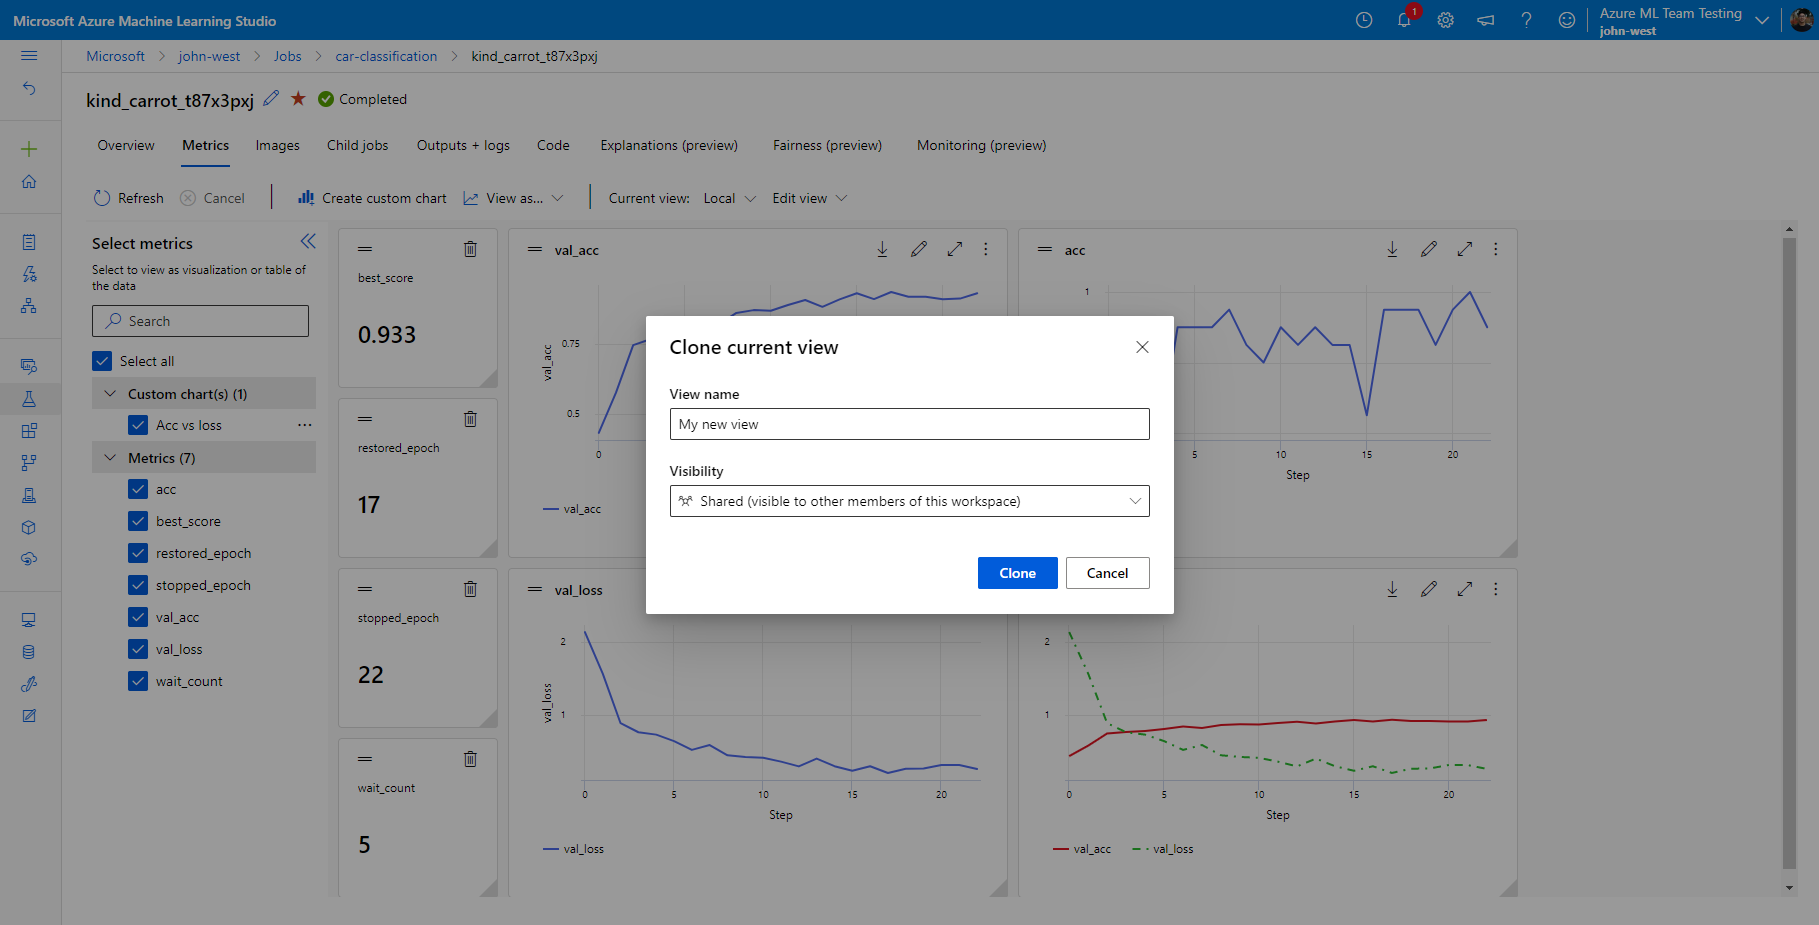 Microsoft Azure Machine Learning Studio
1
Azure ML Team Testing
john-west
Microsoft > john-west > Jobs > car-classification > kind_carrot_t87x3pxj
kind_carrot_t87x3pxj
Completed
Overview Metrics Images Child jobs Outputs + logs Code Explanations (preview) Fairness (preview) Monitoring (preview)
Refresh Cancel Create custom chart View as... Current view: Local Edit view
Select metrics
Select to view as visualization or table of
the data
Search
Select all
Custom chart(s) (1)
Acc vs loss
Metrics (7)
acc
best_score
restored_epoch
stopped_epoch
val_acc
val_loss
wait_count
best_score
0.933
restored_epoch
17
stopped_epoch
22
wait_count
5
val_acc
val_acc
0.75
0.5
0
val_acc
acc
1
5 10 15 20
Step
Clone current view
View name
My new view
Visibility
Shared (visible to other members of this workspace)
Clone Cancel
val_loss
val_loss
2
1
0 5 10 15 20
Step
val_loss
2
1
0 5 10 15 20
Step
val_acc val_loss